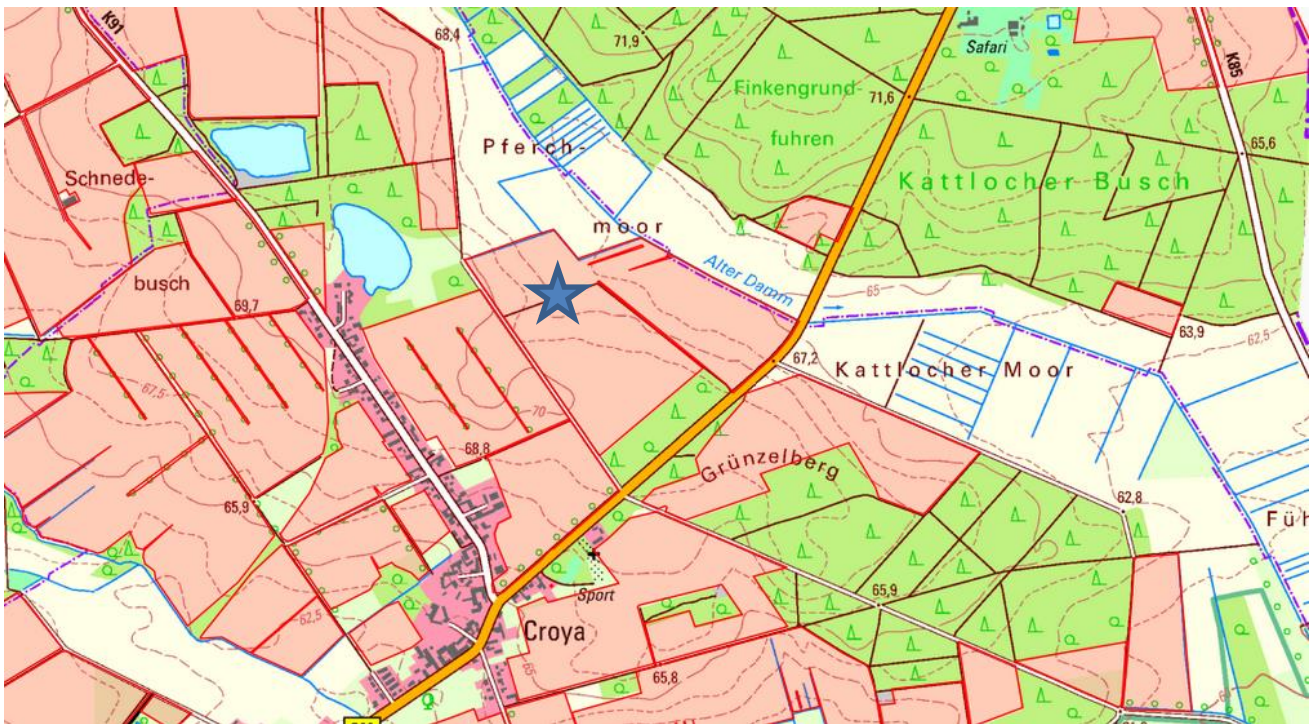 K91
68,4
71,9
Safari
K85
Finkengrund-
fuhren
71,6
Pferch-
65,6
Schnede-
Kattlocher Busch
moor
Alter Damm
65
busch
69,7
63,9
62,5
67,2
Kattlocher Moor
67,5
70
68,8
Grünzelberg
65,9
62,8
Füh
65,9
Sport
62,5
Croya
65
65,8